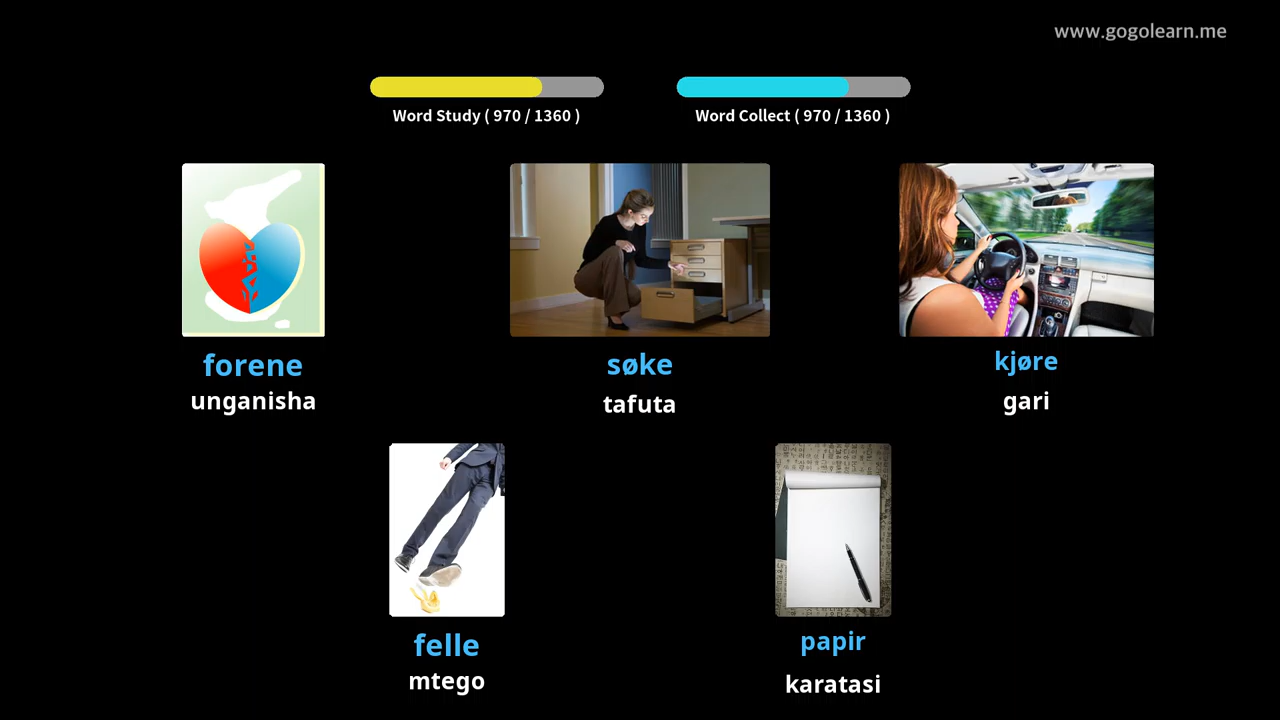 www.gogolearn.me
Word Study ( 970 / 1360 )
Word Collect ( 970 / 1360 )
forene
unganisha
søke
tafuta
kjøre
gari
felle
mtego
papir
karatasi